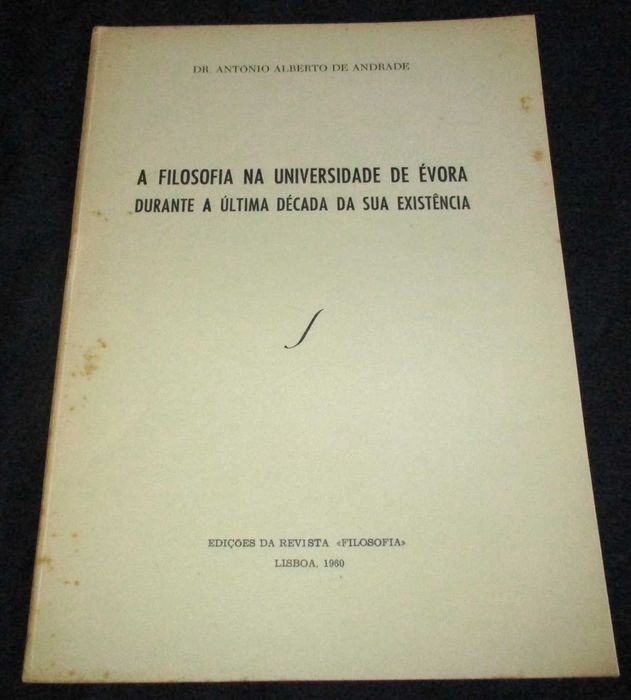 DR. ANTONIO ALBERTO DE ANDRADE
A FILOSOFIA NA UNIVERSIDADE DE ÉVORA
DURANTE A ÚLTIMA DÉCADA DA SUA EXISTÊNCIA
∫
EDIÇÕES DA REVISTA «FILOSOFIA»
LISBOA, 1960